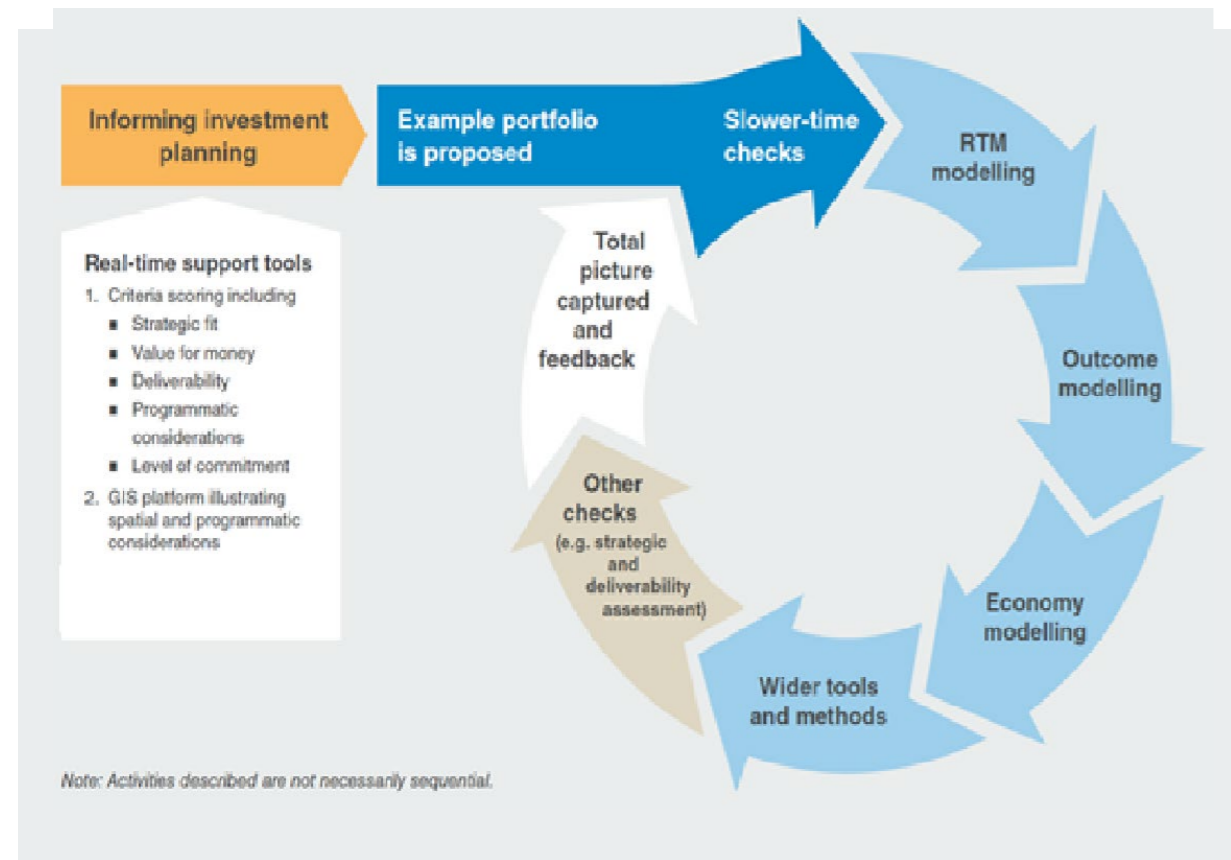 Informing investment
planning
Example portfolio
is proposed
Slower-time
checks
RTM
modelling
Outcome
modelling
Economy
modelling
Wider tools
and methods
Other
checks
(e.g. strategic
and
deliverability
assessment)
Total
picture
captured
and
feedback
Real-time support tools
1. Criteria scoring including
■ Strategic fit
■ Value for money
■ Deliverability
■ Programmatic
considerations
■ Level of commitment
2. GIS platform illustrating
spatial and programmatic
considerations
Note: Activities described are not necessarily sequential.